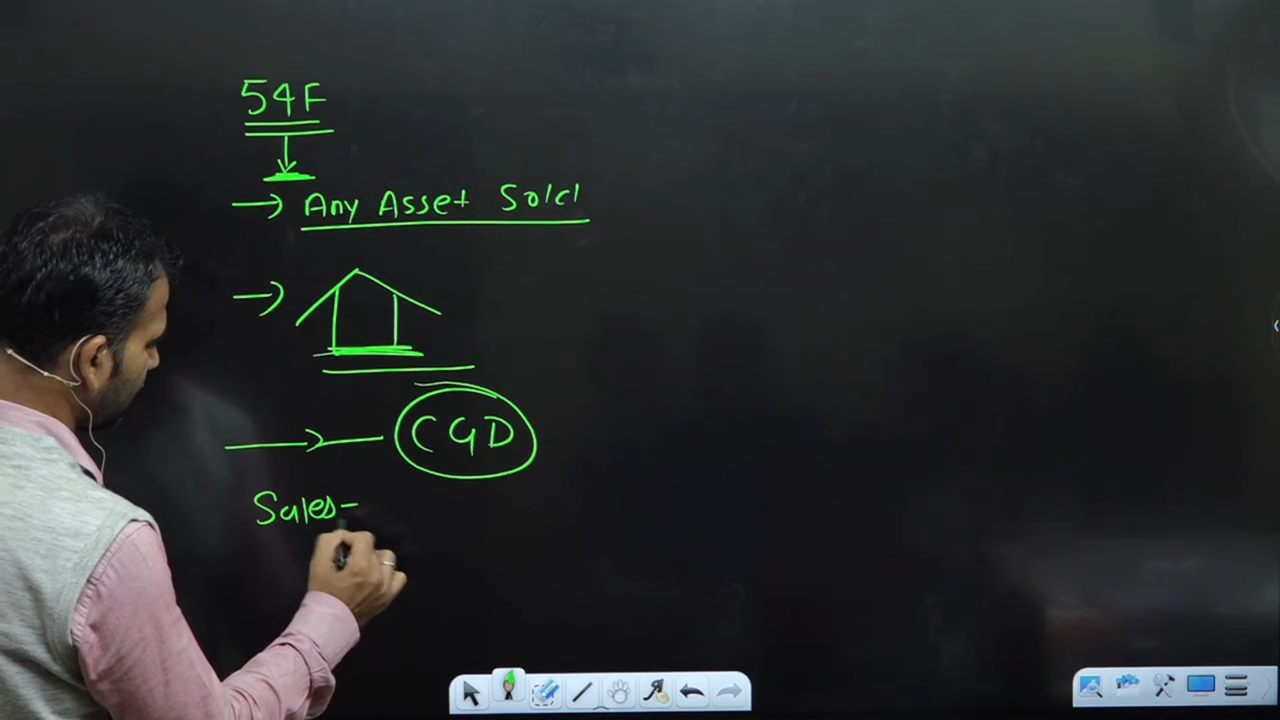 54F
→ Any Asset Sold
→
→ CGD
Sales-